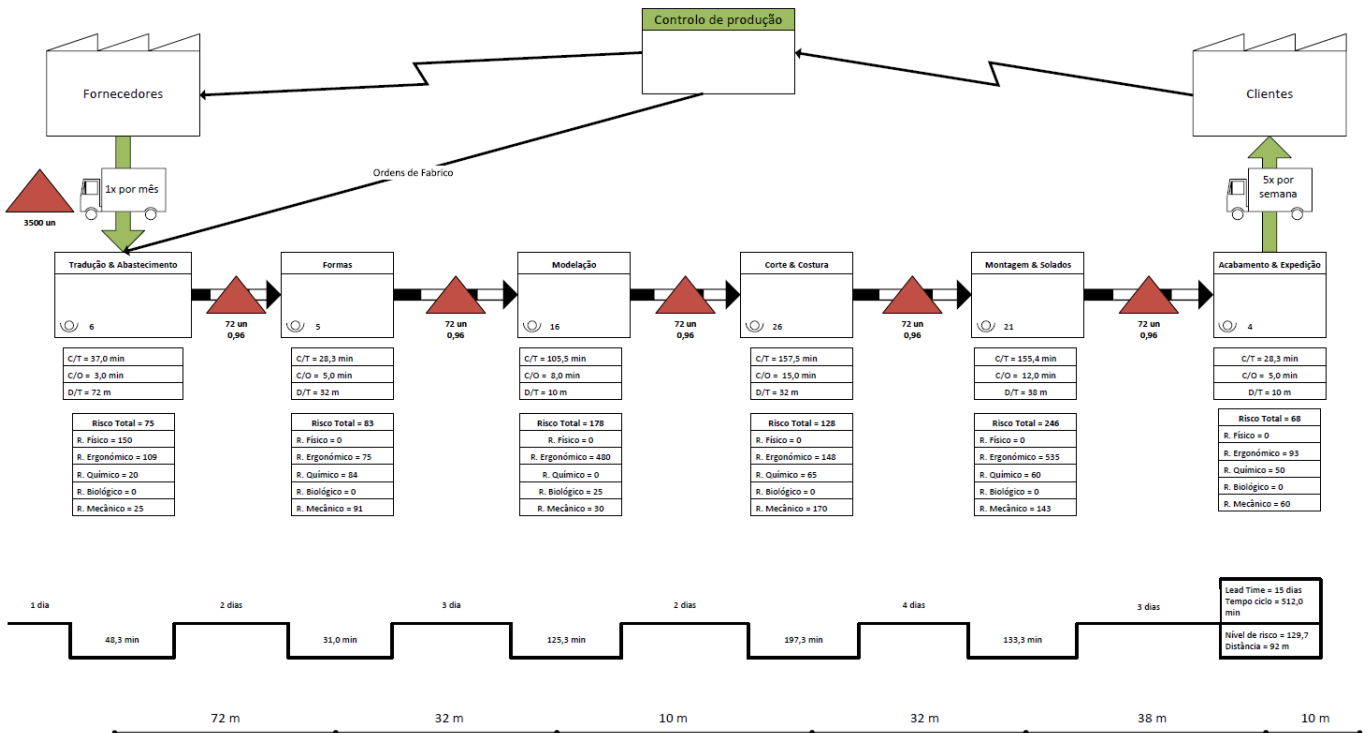 Controlo de produção
Fornecedores
Clientes
Ordens de Fabrico
1x por mês
3500 un
5x por
semana
Tradução & Abastecimento
6
Formas
5
Modelação
16
Corte & Costura
26
Montagem & Solados
21
Acabamento & Expedição
4
72 un
0,96
72 un
0,96
72 un
0,96
72 un
0,96
72 un
0,96
C/T = 37,0 min
C/O = 3,0 min
D/T = 72 m
C/T = 28,3 min
C/O = 5,0 min
D/T = 32 m
C/T = 105,5 min
C/O = 8,0 min
D/T = 10 m
C/T = 157,5 min
C/O = 15,0 min
D/T = 32 m
C/T = 155,4 min
C/O = 12,0 min
D/T = 38 m
C/T = 28,3 min
C/O = 5,0 min
D/T = 10 m
Risco Total = 75
R. Físico = 150
R. Ergonómico = 109
R. Químico = 20
R. Biológico = 0
R. Mecânico = 25
Risco Total = 83
R. Físico = 0
R. Ergonómico = 75
R. Químico = 84
R. Biológico = 0
R. Mecânico = 91
Risco Total = 178
R. Físico = 0
R. Ergonómico = 480
R. Químico = 0
R. Biológico = 25
R. Mecânico = 30
Risco Total = 128
R. Físico = 0
R. Ergonómico = 148
R. Químico = 65
R. Biológico = 0
R. Mecânico = 170
Risco Total = 246
R. Físico = 0
R. Ergonómico = 535
R. Químico = 60
R. Biológico = 0
R. Mecânico = 143
Risco Total = 68
R. Físico = 0
R. Ergonómico = 93
R. Químico = 50
R. Biológico = 0
R. Mecânico = 60
1 dia
2 dias
3 dia
2 dias
4 dias
3 dias
48,3 min
31,0 min
125,3 min
197,3 min
133,3 min
Lead Time = 15 dias
Tempo ciclo = 512,0
min
Nível de risco = 129,7
Distância = 92 m
72 m
32 m
10 m
32 m
38 m
10 m